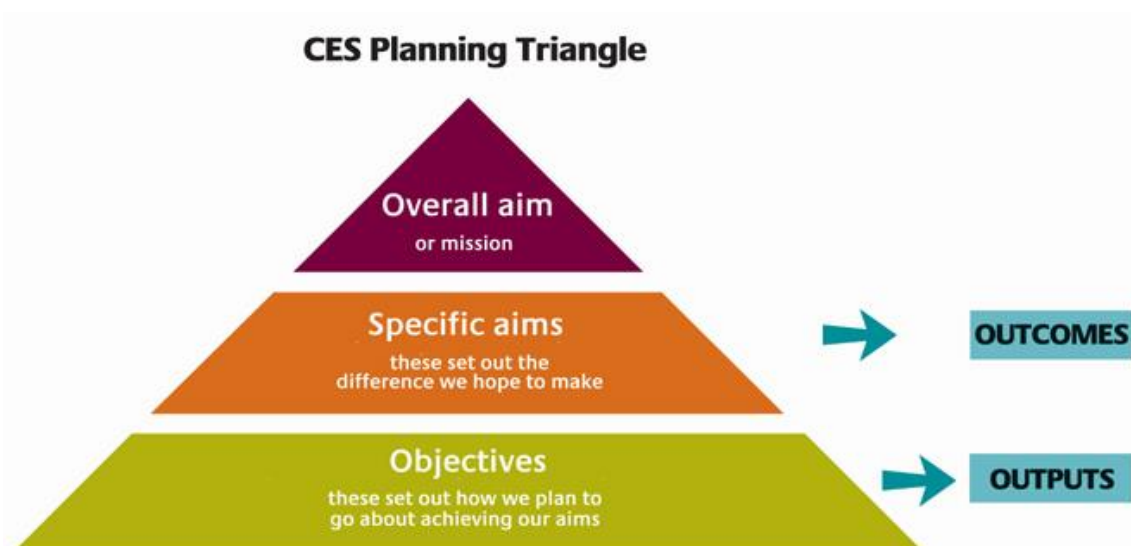 CES Planning Triangle
Overall aim
or mission
Specific aims
these set out the
difference we hope to make
OUTCOMES
Objectives
these set out how we plan to
go about achieving our aims
OUTPUTS